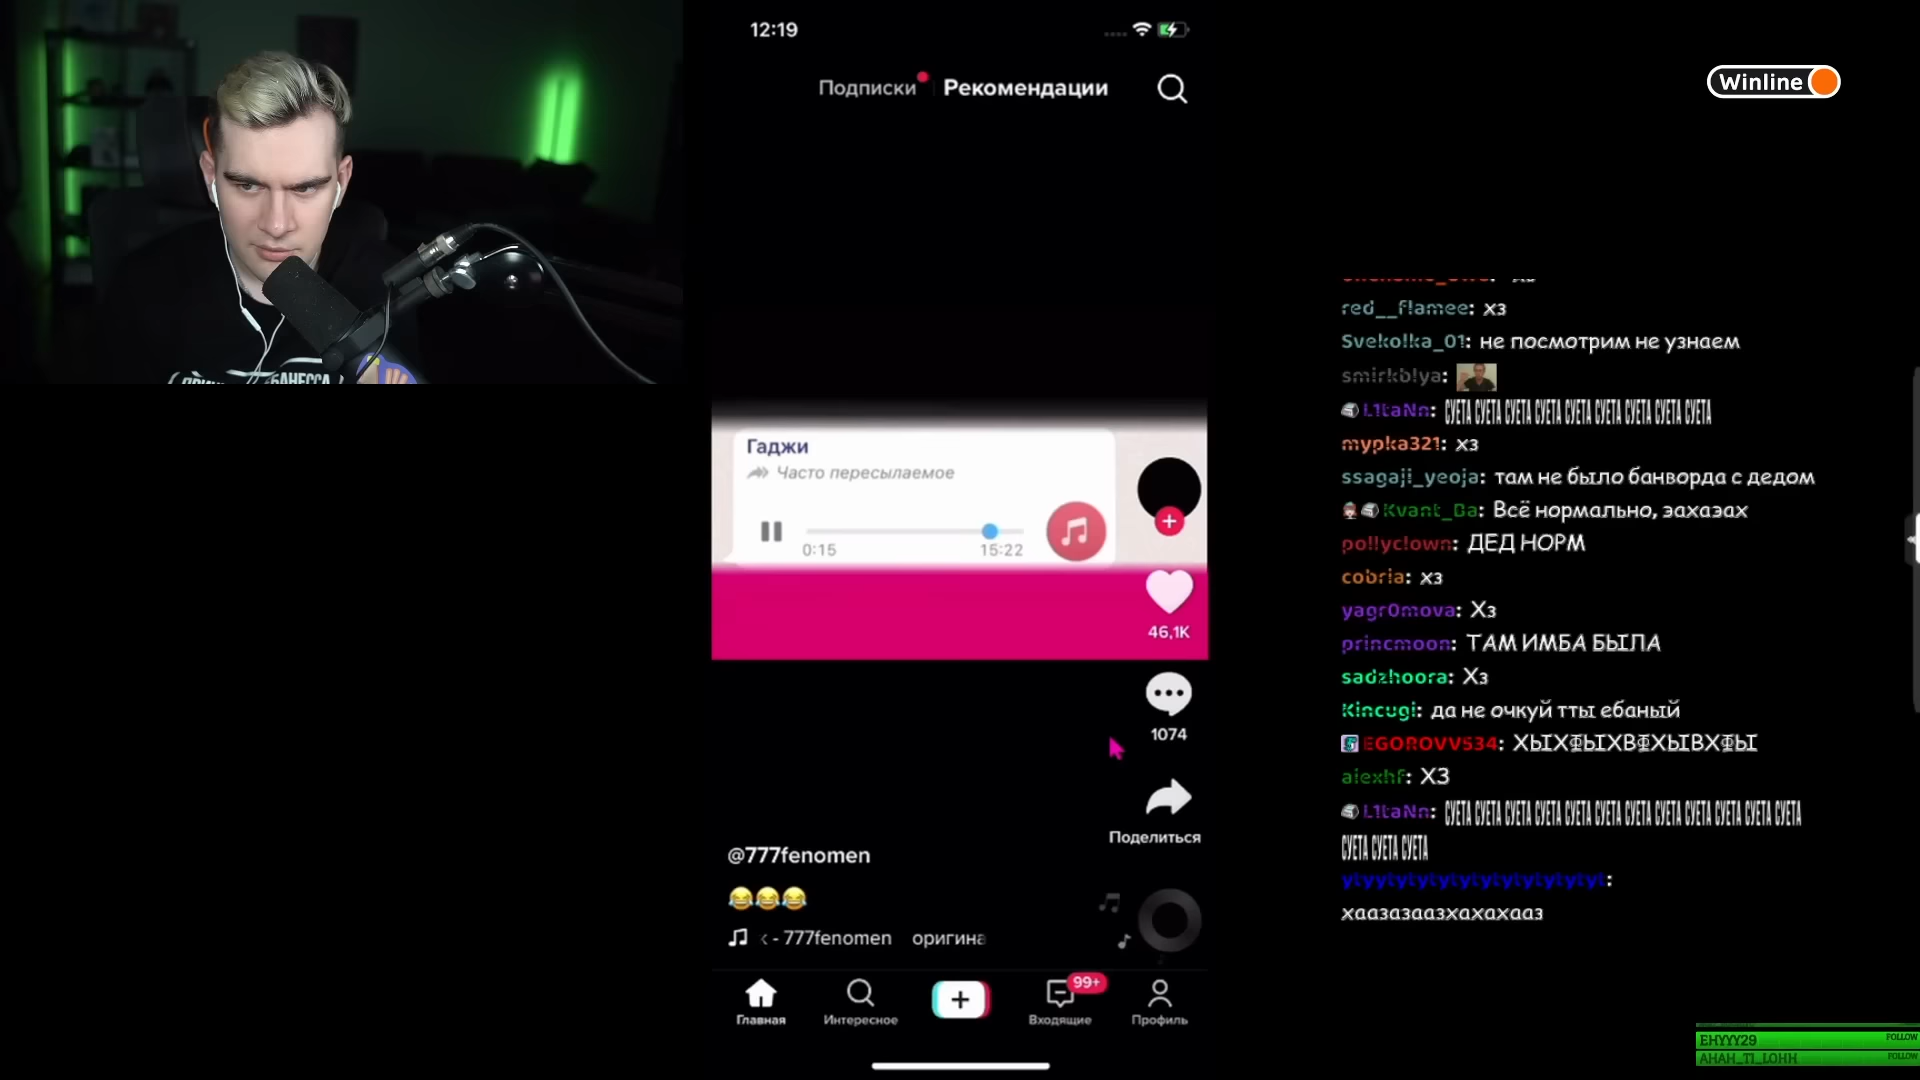 12:19
Подписки Рекомендации
Winline
Гаджи
Часто пересылаемое
0:15 15:22
46,1K
1074
Поделиться
@777fenomen
😂😂😂
‹ - 777fenomen оригина
Главная
Интересное
99+
Входящие
Профиль
red__flamee: хз
Svekolka_01: не посмотрим не узнаем
smirkblya:
L1taNn: СУЕТА СУЕТА СУЕТА СУЕТА СУЕТА СУЕТА СУЕТА СУЕТА СУЕТА
mypka321: хз
ssagaji_yeoja: там не было банворда с дедом
Kvant_Ba: Всё нормально, захазах
pollyclown: ДЕД НОРМ
cobria: хз
yagr0mova: Хз
princmoon: ТАМ ИМБА БЫЛА
sadzhoora: Хз
Kincugi: да не очкуй тты ебаный
EGOROVV534: ХЫХФЫХВФХЫВХФЫ
alexhf: ХЗ
L1taNn: СУЕТА СУЕТА СУЕТА СУЕТА СУЕТА СУЕТА СУЕТА СУЕТА СУЕТА СУЕТА СУЕТА СУЕТА
СУЕТА СУЕТА СУЕТА
хаазазаазхахахааз
EHYYY29 FOLLOW
AHAH_TI_LOHH FOLLOW